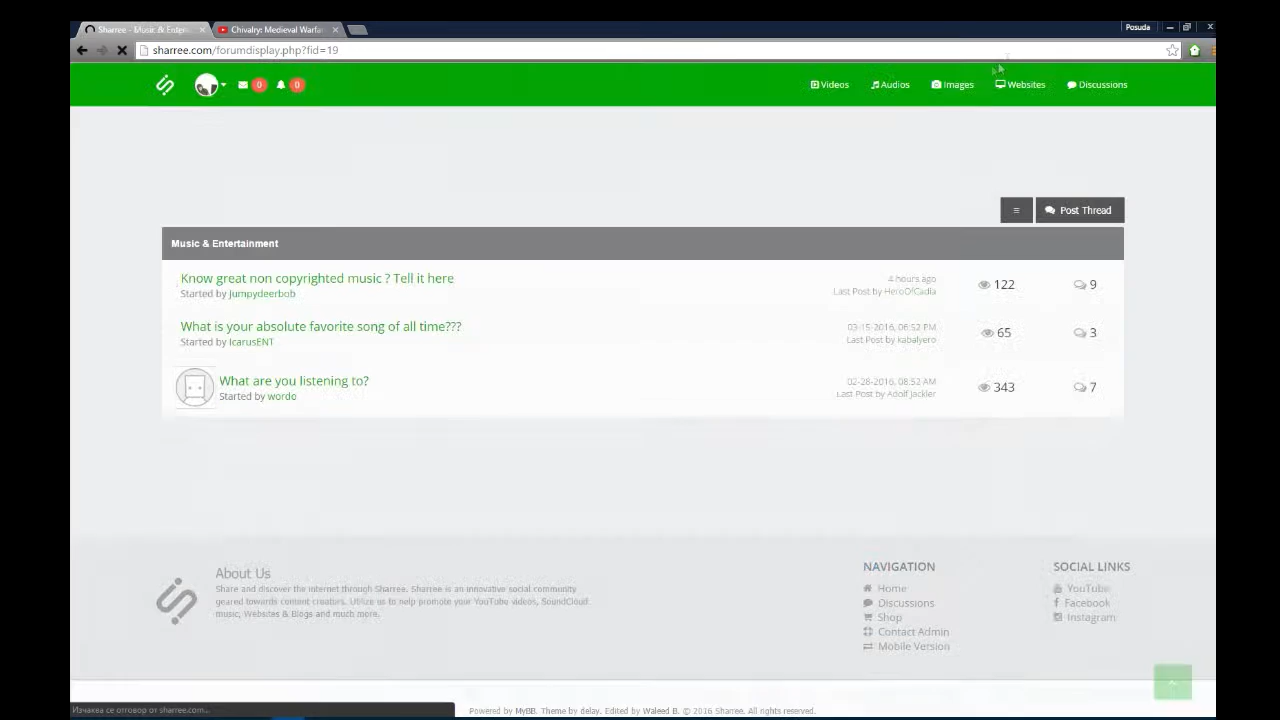 Sharree - Music & Enter
Chivalry: Medieval Warfa
Posuda
sharree.com/forumdisplay.php?fid=19
0
0
Videos
Audios
Images
Websites
Discussions
Post Thread
Music & Entertainment
Know great non copyrighted music ? Tell it here
Started by Jumpydeerbob
4 hours ago
Last Post by HeroOfCadia
122
9
What is your absolute favorite song of all time???
Started by IcarusENT
03-15-2016, 06:52 PM
Last Post by kabalyero
65
3
What are you listening to?
Started by wordo
02-28-2016, 08:52 AM
Last Post by Adolf Jackler
343
7
About Us
Share and discover the internet through Sharree. Sharree is an innovative social community
geared towards content creators. Utilize us to help promote your YouTube videos, SoundCloud
music, Websites & Blogs and much more.
NAVIGATION
Home
Discussions
Shop
Contact Admin
Mobile Version
SOCIAL LINKS
YouTube
Facebook
Instagram
Изчаква се отговор от sharree.com...
Powered by MyBB. Theme by delay. Edited by Waleed B. © 2016 Sharree. All rights reserved.